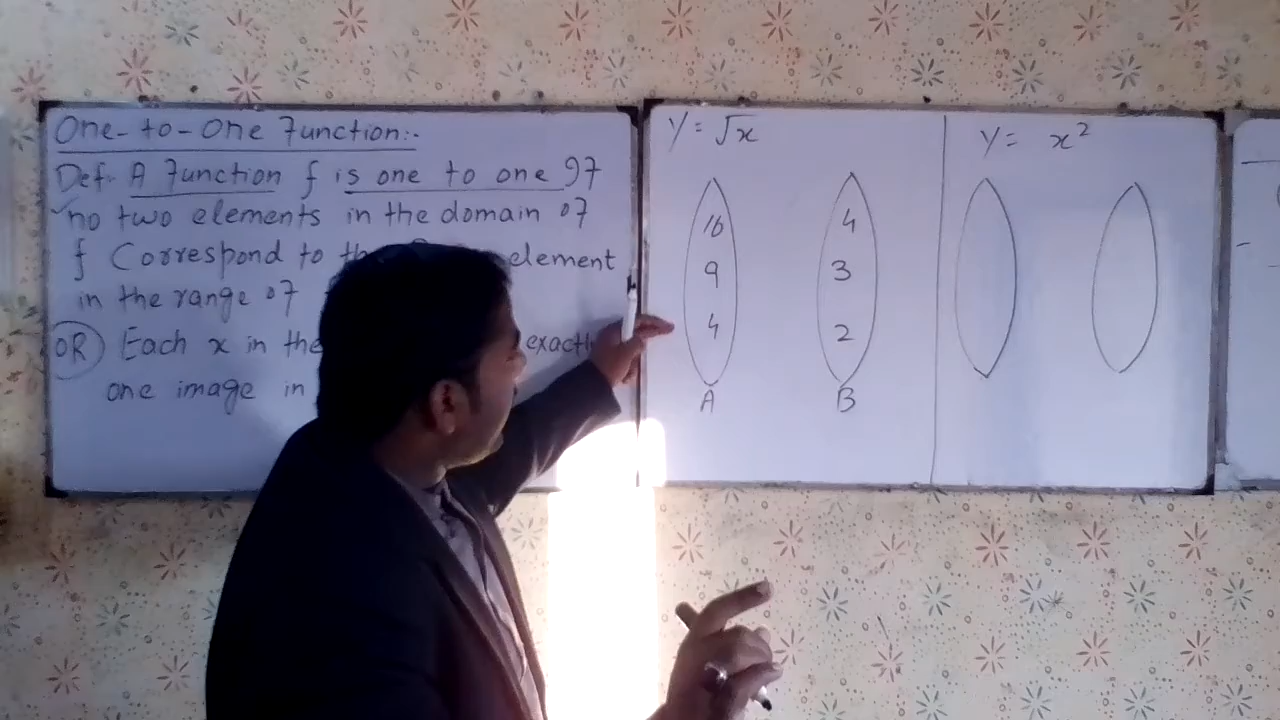 One-to-One Function:-
Def- A Function f is one to one If
no two elements in the domain of
f Correspond to the element
in the range of
OR Each x in the exactly
one image in
y = √x
16
9
4
A
4
3
2
B
y = x²